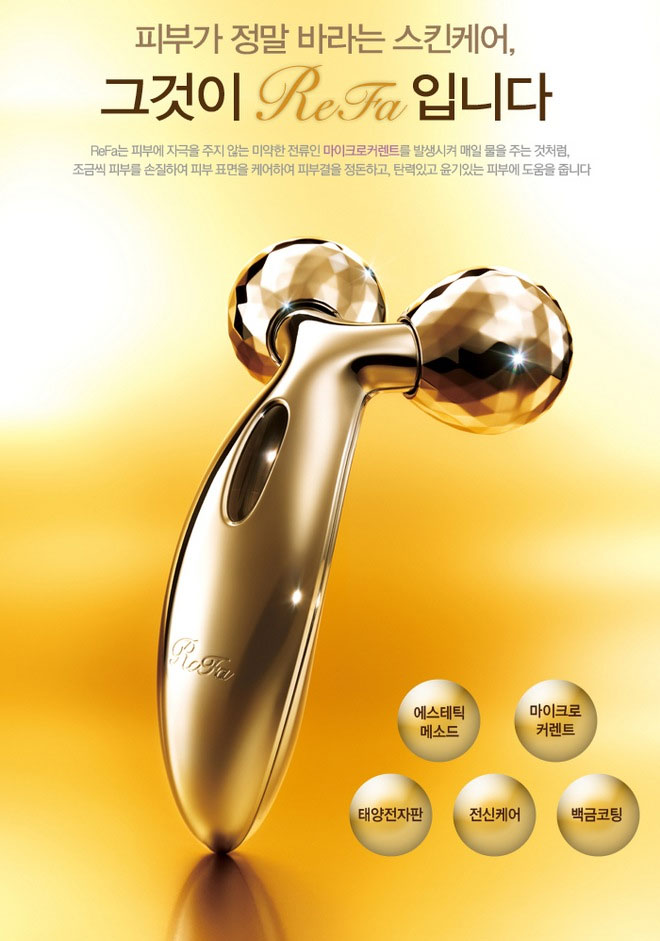 피부가 정말 바라는 스킨케어,
그것이 ReFa 입니다
ReFa는 피부에 자극을 주지 않는 미약한 전류인 마이크로커렌트를 발생시켜 매일 물을 주는 것처럼,
조금씩 피부를 손질하여 피부 표면을 케어하여 피부결을 정돈하고, 탄력있고 윤기있는 피부에 도움을 줍니다
ReFa
에스테틱
메소드
마이크로
커렌트
태양전자판
전신케어
백금코팅